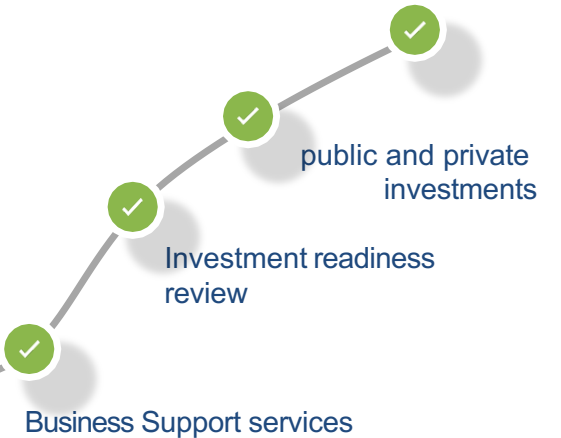 public and private
investments
Investment readiness
review
Business Support services